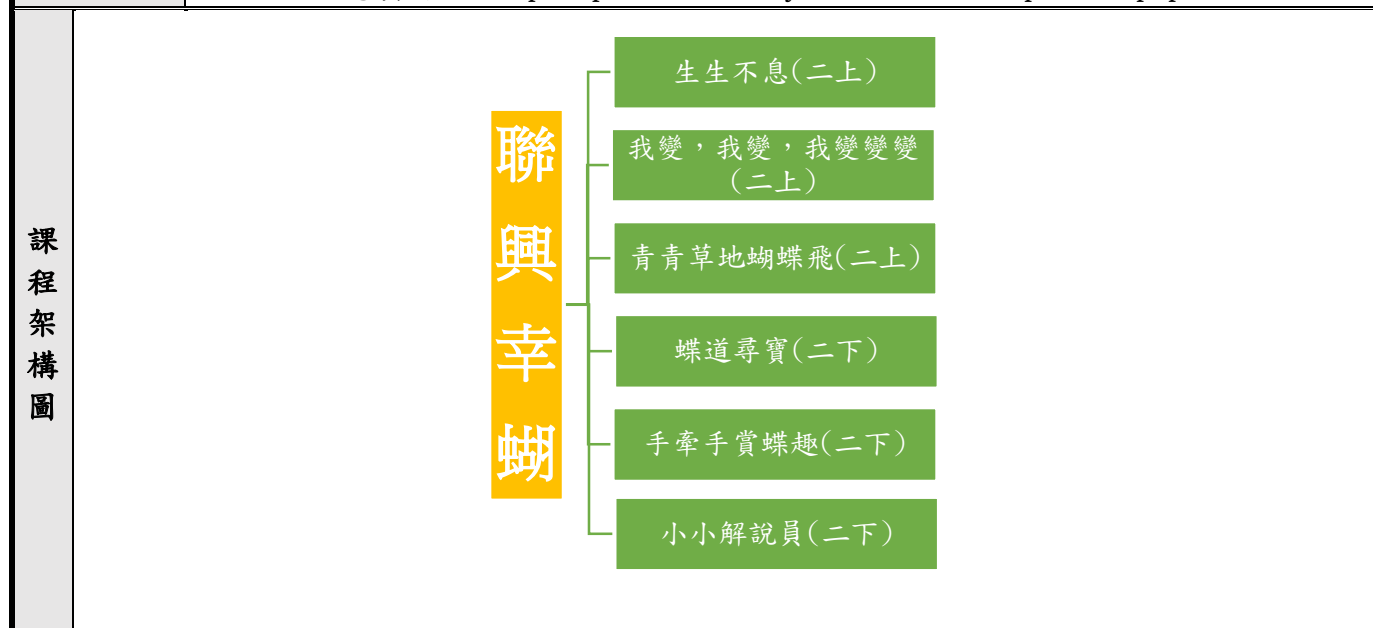 課
程
架
構
圖
聯
興
幸
蝴
生生不息(二上)
我變，我變，我變變變
(二上)
青青草地蝴蝶飛(二上)
蝶道尋寶(二下)
手牽手賞蝶趣(二下)
小小解說員(二下)